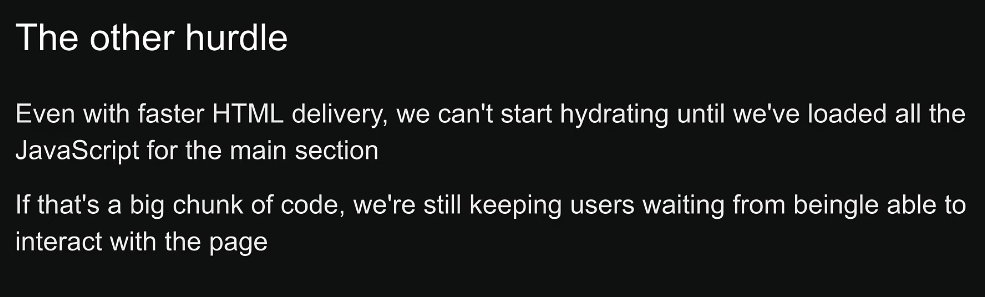 The other hurdle
Even with faster HTML delivery, we can't start hydrating until we've loaded all the
JavaScript for the main section
If that's a big chunk of code, we're still keeping users waiting from beingle able to
interact with the page